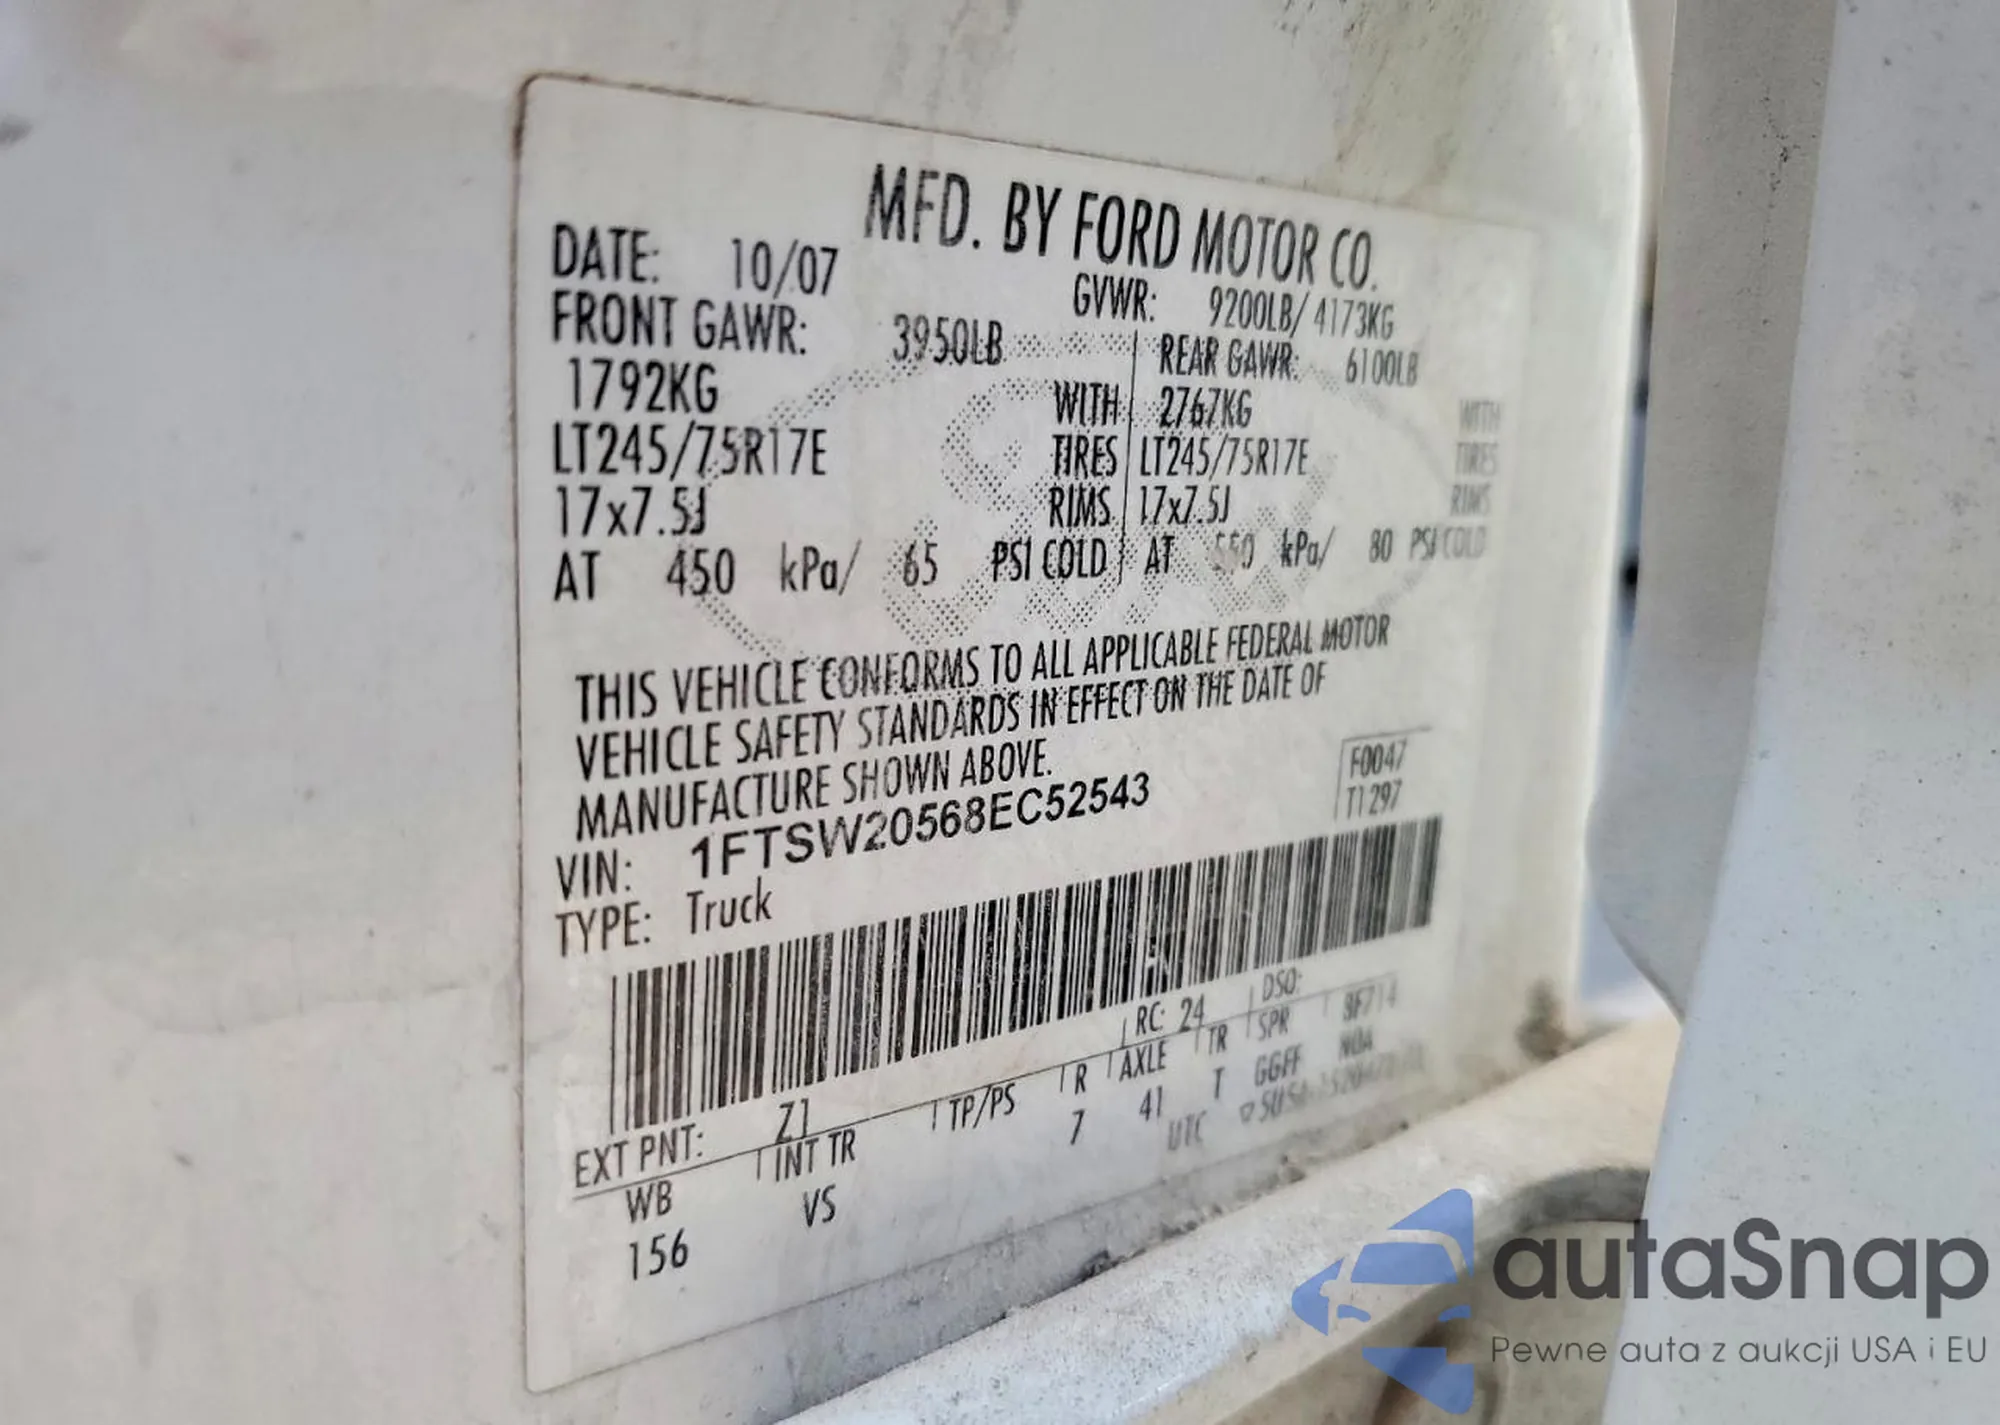 MFD. BY FORD MOTOR CO.
DATE: 10/07 GVWR: 9200LB/ 4173KG
FRONT GAWR: 3950LB REAR GAWR: 6100LB
1792KG WITH 2767KG WITH
LT245/75R17E TIRES LT245/75R17E TIRES
17x7.5J RIMS 17x7.5J RIMS
AT 450 kPa/ 65 PSI COLD AT 550 kPa/ 80 PSI COLD
THIS VEHICLE CONFORMS TO ALL APPLICABLE FEDERAL MOTOR
VEHICLE SAFETY STANDARDS IN EFFECT ON THE DATE OF
MANUFACTURE SHOWN ABOVE.
F0047
VIN: 1FTSW20568EC52543 T1297
TYPE: Truck
EXT PNT: Z1 RC: 24 DSO:
WB INT TR TP/PS R AXLE TR SPR 8F714
156 VS 7 41 T GGFF NOA
UTC
autaSnap
Pewne auta z aukcji USA i EU